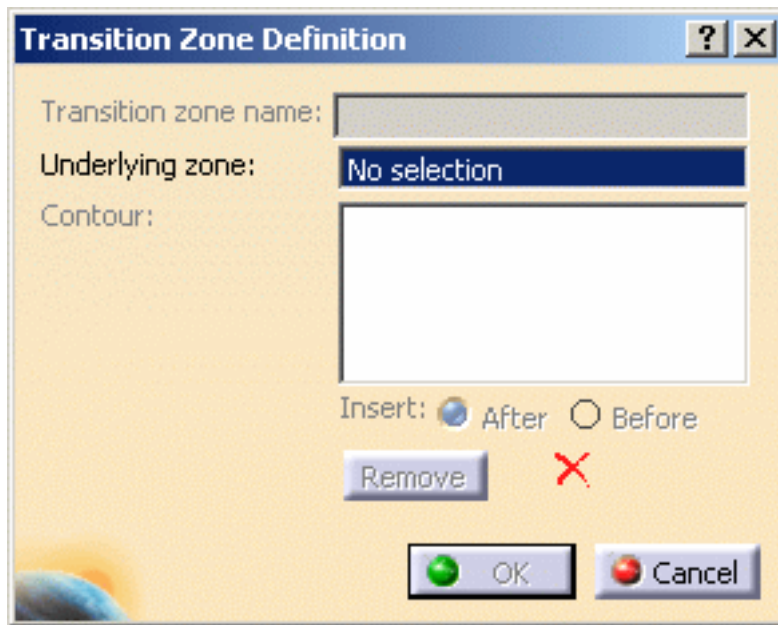 Transition Zone Definition ?
Transition zone name:
Underlying zone: No selection
Contour:
Insert: After Before
Remove
OK Cancel